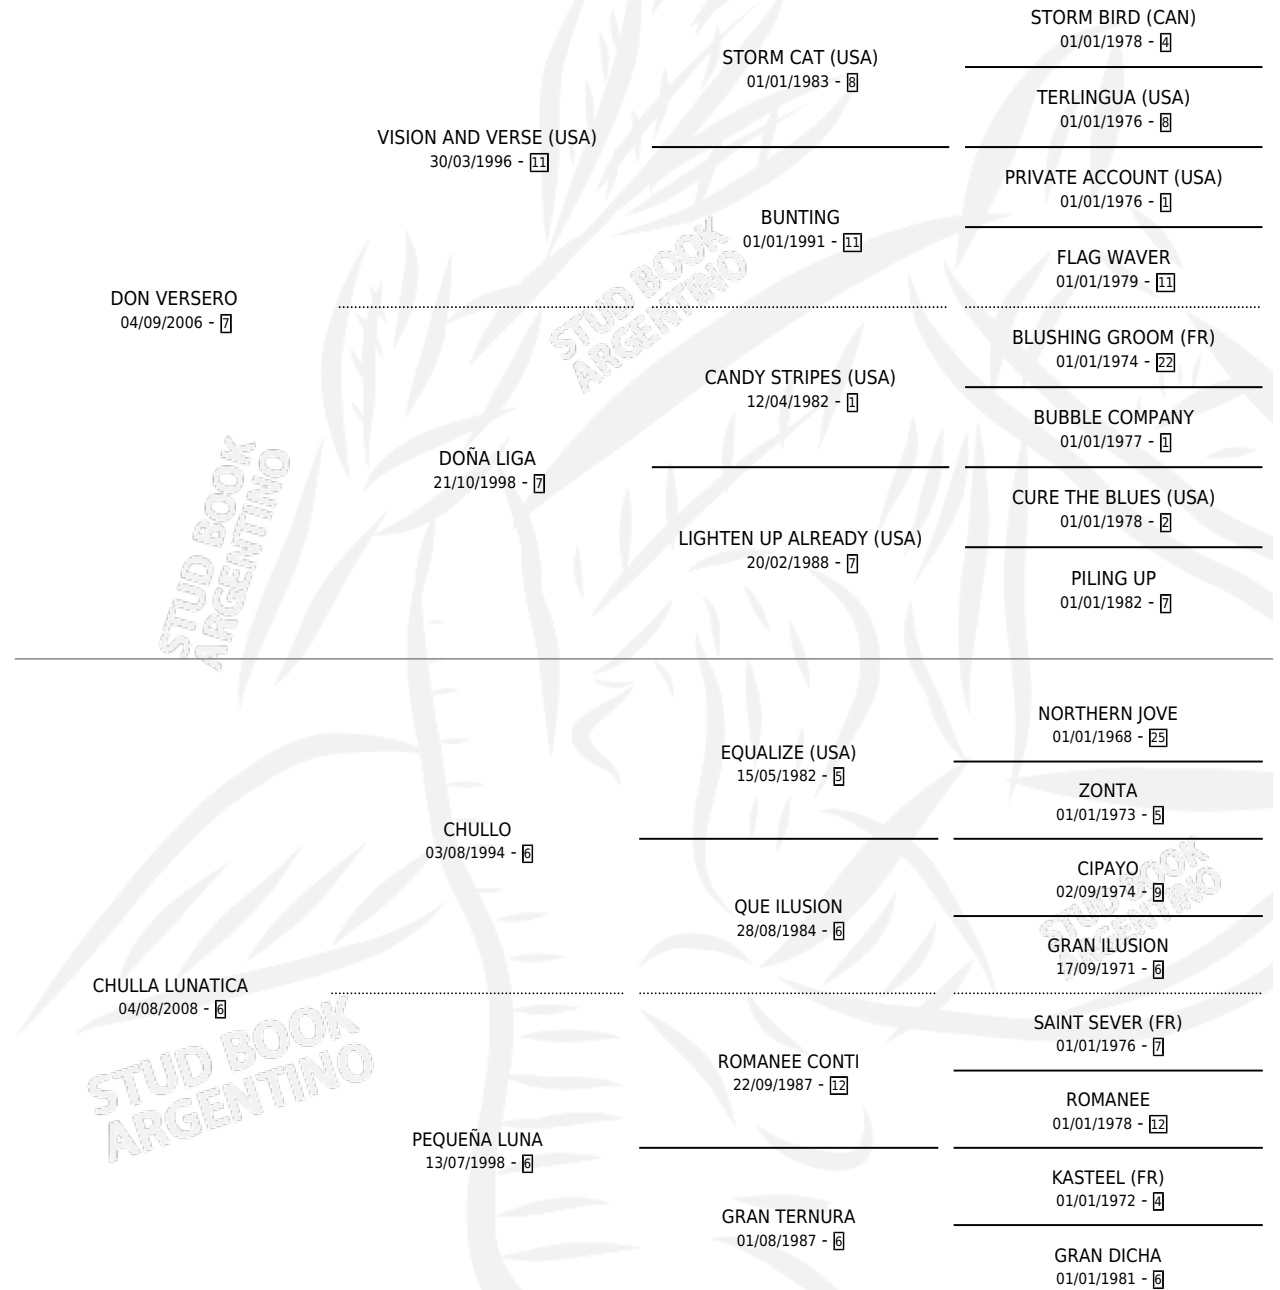 STORM BIRD (CAN)
01/01/1978 - 4
STORM CAT (USA)
01/01/1983 - 8
TERLINGUA (USA)
01/01/1976 - 8
VISION AND VERSE (USA)
30/03/1996 - 11
PRIVATE ACCOUNT (USA)
01/01/1976 - 1
BUNTING
01/01/1991 - 11
FLAG WAVER
01/01/1979 - 11
DON VERSERO
04/09/2006 - 7
BLUSHING GROOM (FR)
01/01/1974 - 22
CANDY STRIPES (USA)
12/04/1982 - 1
BUBBLE COMPANY
01/01/1977 - 1
DOÑA LIGA
21/10/1998 - 7
CURE THE BLUES (USA)
01/01/1978 - 2
LIGHTEN UP ALREADY (USA)
20/02/1988 - 7
PILING UP
01/01/1982 - 7
NORTHERN JOVE
01/01/1968 - 25
EQUALIZE (USA)
15/05/1982 - 5
ZONTA
01/01/1973 - 5
CHULLO
03/08/1994 - 6
CIPAYO
02/09/1974 - 9
QUE ILUSION
28/08/1984 - 6
GRAN ILUSION
17/09/1971 - 6
CHULLA LUNATICA
04/08/2008 - 6
SAINT SEVER (FR)
01/01/1976 - 7
ROMANEE CONTI
22/09/1987 - 12
ROMANEE
01/01/1978 - 12
PEQUEÑA LUNA
13/07/1998 - 6
KASTEEL (FR)
01/01/1972 - 4
GRAN TERNURA
01/08/1987 - 6
GRAN DICHA
01/01/1981 - 6
STUD BOOK
ARGENTINO
STUD BOOK
ARGENTINO
STUD BOOK
ARGENTINO
STUD BOOK
ARGENTINO